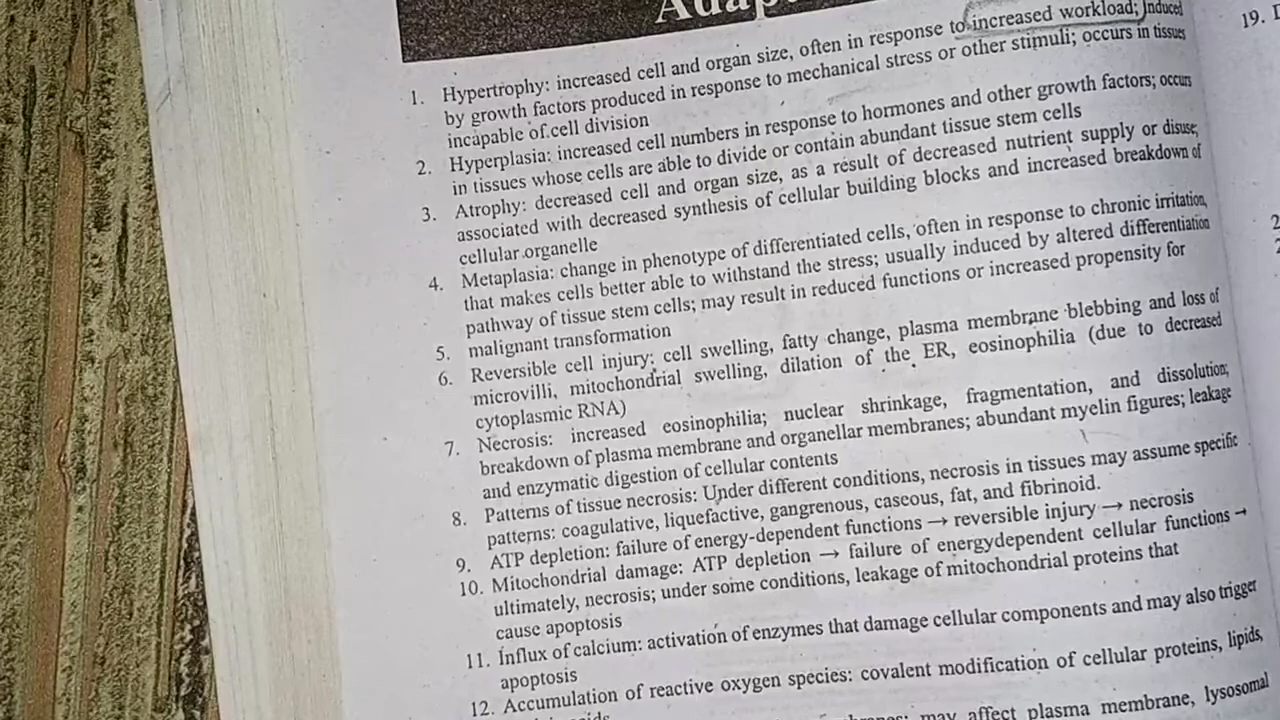 1. Hypertrophy: increased cell and organ size, often in response to increased workload; Induced
by growth factors produced in response to mechanical stress or other stimuli; occurs in tissues
incapable of cell division
2. Hyperplasia: increased cell numbers in response to hormones and other growth factors; occurs
in tissues whose cells are able to divide or contain abundant tissue stem cells
3. Atrophy: decreased cell and organ size, as a result of decreased nutrient supply or disuse;
associated with decreased synthesis of cellular building blocks and increased breakdown of
cellular organelle
4. Metaplasia: change in phenotype of differentiated cells, often in response to chronic irritation,
that makes cells better able to withstand the stress; usually induced by altered differentiation
pathway of tissue stem cells; may result in reduced functions or increased propensity for
5. malignant transformation
6. Reversible cell injury: cell swelling, fatty change, plasma membrane blebbing and loss of
microvilli, mitochondrial swelling, dilation of the ER, eosinophilia (due to decreased
cytoplasmic RNA)
7. Necrosis: increased eosinophilia; nuclear shrinkage, fragmentation, and dissolution;
breakdown of plasma membrane and organellar membranes; abundant myelin figures; leakage
and enzymatic digestion of cellular contents
8. Patterns of tissue necrosis: Under different conditions, necrosis in tissues may assume specific
patterns: coagulative, liquefactive, gangrenous, caseous, fat, and fibrinoid.
9. ATP depletion: failure of energy-dependent functions → reversible injury → necrosis
10. Mitochondrial damage: ATP depletion → failure of energydependent cellular functions →
ultimately, necrosis; under some conditions, leakage of mitochondrial proteins that
cause apoptosis
11. Influx of calcium: activation of enzymes that damage cellular components and may also trigger
apoptosis
12. Accumulation of reactive oxygen species: covalent modification of cellular proteins, lipids,
may affect plasma membrane, lysosomal
19.